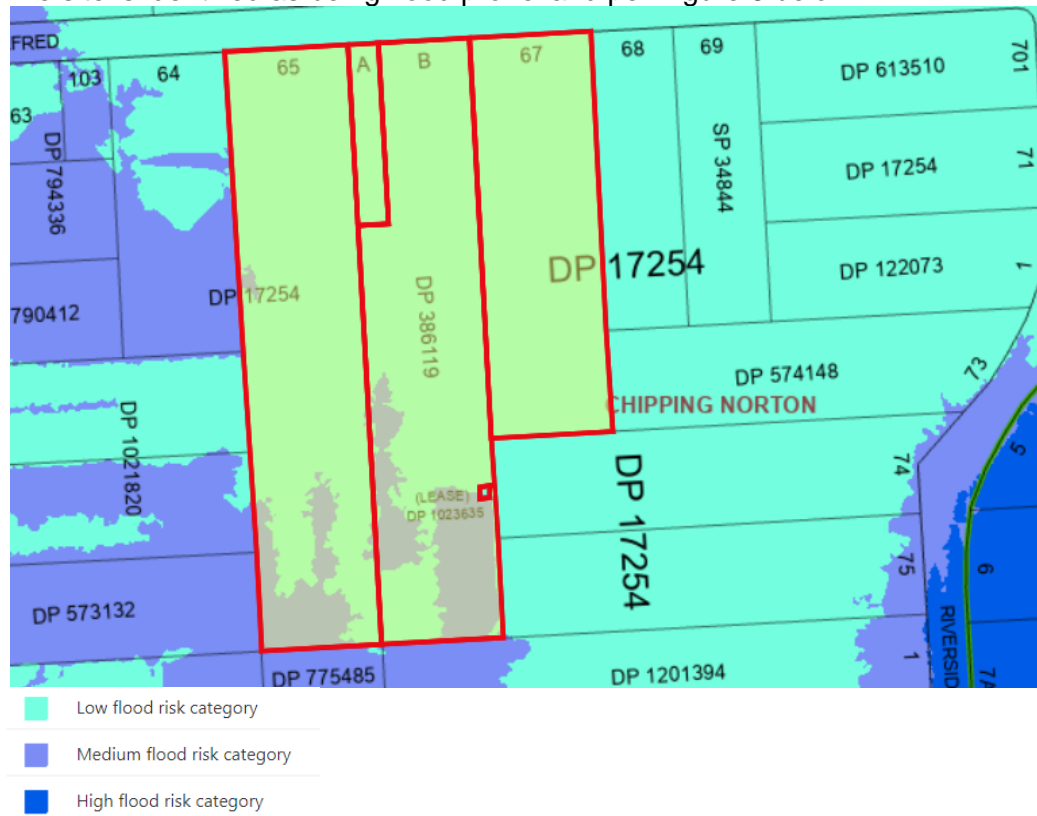 FRED
103
64
65
A
B
67
68
69
DP 613510
701
63
DP 794336
SP 34844
DP 17254
71
DP 17254
DP 17254
DP 122073
1
790412
DP 386119
DP 574148
73
CHIPPING NORTON
DP 1021820
DP 17254
74
5
(LEASE)
DP 1023635
75
6
DP 573132
RIVERSID
1
DP 775485
DP 1201394
Low flood risk category
Medium flood risk category
High flood risk category